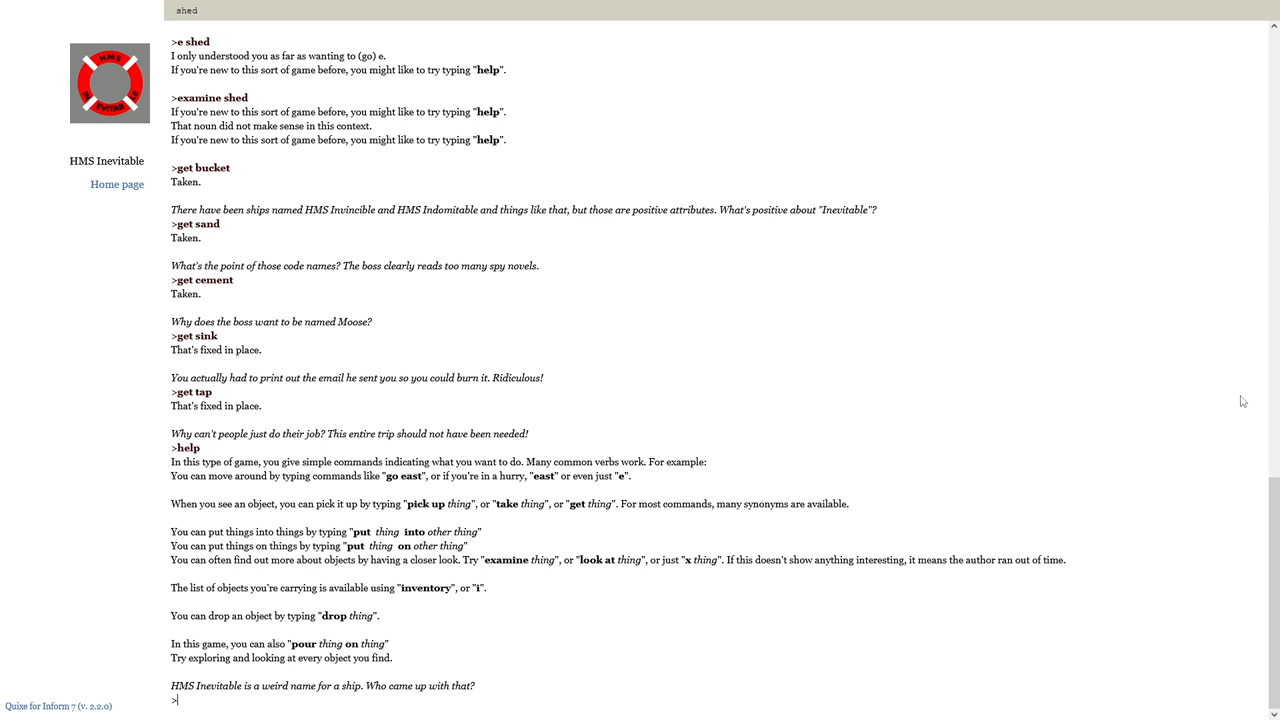 shed
>e shed
I only understood you as far as wanting to (go) e.
If you're new to this sort of game before, you might like to try typing "help".
>examine shed
If you're new to this sort of game before, you might like to try typing "help".
That noun did not make sense in this context.
If you're new to this sort of game before, you might like to try typing "help".
>get bucket
Taken.
There have been ships named HMS Invincible and HMS Indomitable and things like that, but those are positive attributes. What's positive about "Inevitable"?
>get sand
Taken.
What's the point of those code names? The boss clearly reads too many spy novels.
>get cement
Taken.
Why does the boss want to be named Moose?
>get sink
That's fixed in place.
You actually had to print out the email he sent you so you could burn it. Ridiculous!
>get tap
That's fixed in place.
Why can't people just do their job? This entire trip should not have been needed!
>help
In this type of game, you give simple commands indicating what you want to do. Many common verbs work. For example:
You can move around by typing commands like "go east", or if you're in a hurry, "east" or even just "e".
When you see an object, you can pick it up by typing "pick up thing", or "take thing", or "get thing". For most commands, many synonyms are available.
You can put things into things by typing "put thing into other thing"
You can put things on things by typing "put thing on other thing"
You can often find out more about objects by having a closer look. Try "examine thing", or "look at thing", or just "x thing". If this doesn't show anything interesting, it means the author ran out of time.
The list of objects you're carrying is available using "inventory", or "i".
You can drop an object by typing "drop thing".
In this game, you can also "pour thing on thing"
Try exploring and looking at every object you find.
HMS Inevitable is a weird name for a ship. Who came up with that?
>
HMS
INEVITABLE
HMS Inevitable
Home page
Quixe for Inform 7 (v. 2.2.0)